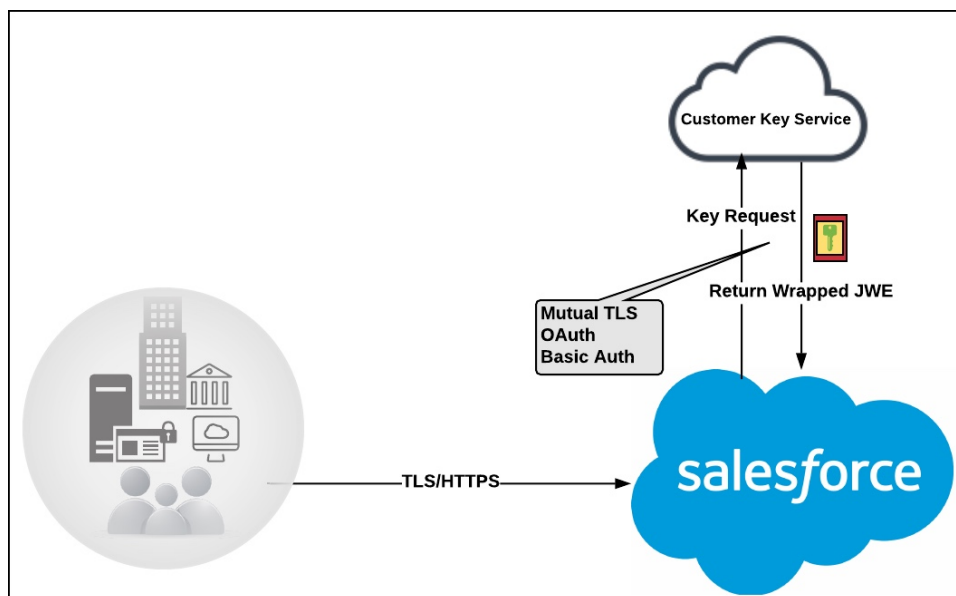 Customer Key Service
Key Request
Return Wrapped JWE
Mutual TLS
OAuth
Basic Auth
TLS/HTTPS
salesforce